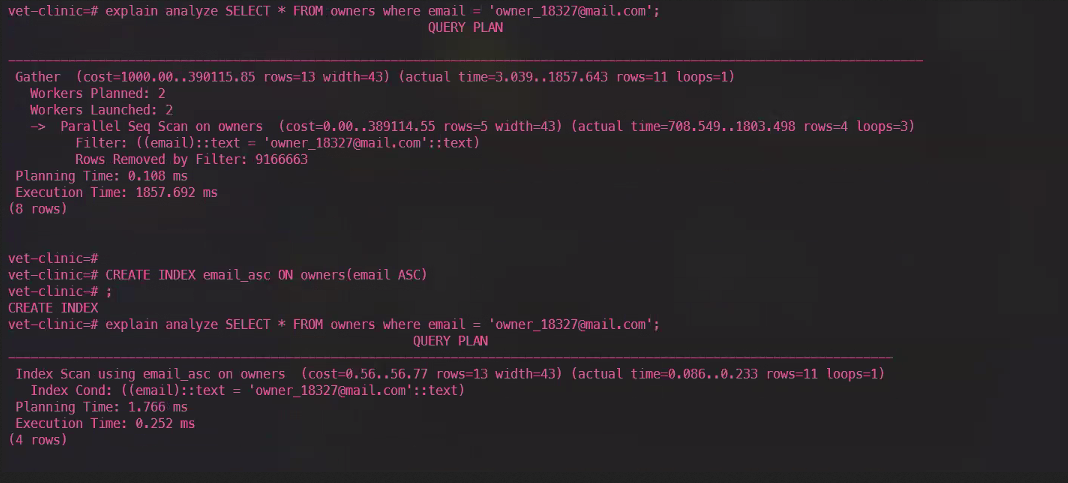 vet-clinic=# explain analyze SELECT * FROM owners where email = 'owner_18327@mail.com';
QUERY PLAN
Gather  (cost=1000.00..390115.85 rows=13 width=43) (actual time=3.039..1857.643 rows=11 loops=1)
Workers Planned: 2
Workers Launched: 2
->  Parallel Seq Scan on owners  (cost=0.00..389114.55 rows=5 width=43) (actual time=708.549..1803.498 rows=4 loops=3)
Filter: ((email)::text = 'owner_18327@mail.com'::text)
Rows Removed by Filter: 9166663
Planning Time: 0.108 ms
Execution Time: 1857.692 ms
(8 rows)
vet-clinic=#
vet-clinic=# CREATE INDEX email_asc ON owners(email ASC)
vet-clinic-# ;
CREATE INDEX
vet-clinic=# explain analyze SELECT * FROM owners where email = 'owner_18327@mail.com';
QUERY PLAN
Index Scan using email_asc on owners  (cost=0.56..56.77 rows=13 width=43) (actual time=0.086..0.233 rows=11 loops=1)
Index Cond: ((email)::text = 'owner_18327@mail.com'::text)
Planning Time: 1.766 ms
Execution Time: 0.252 ms
(4 rows)